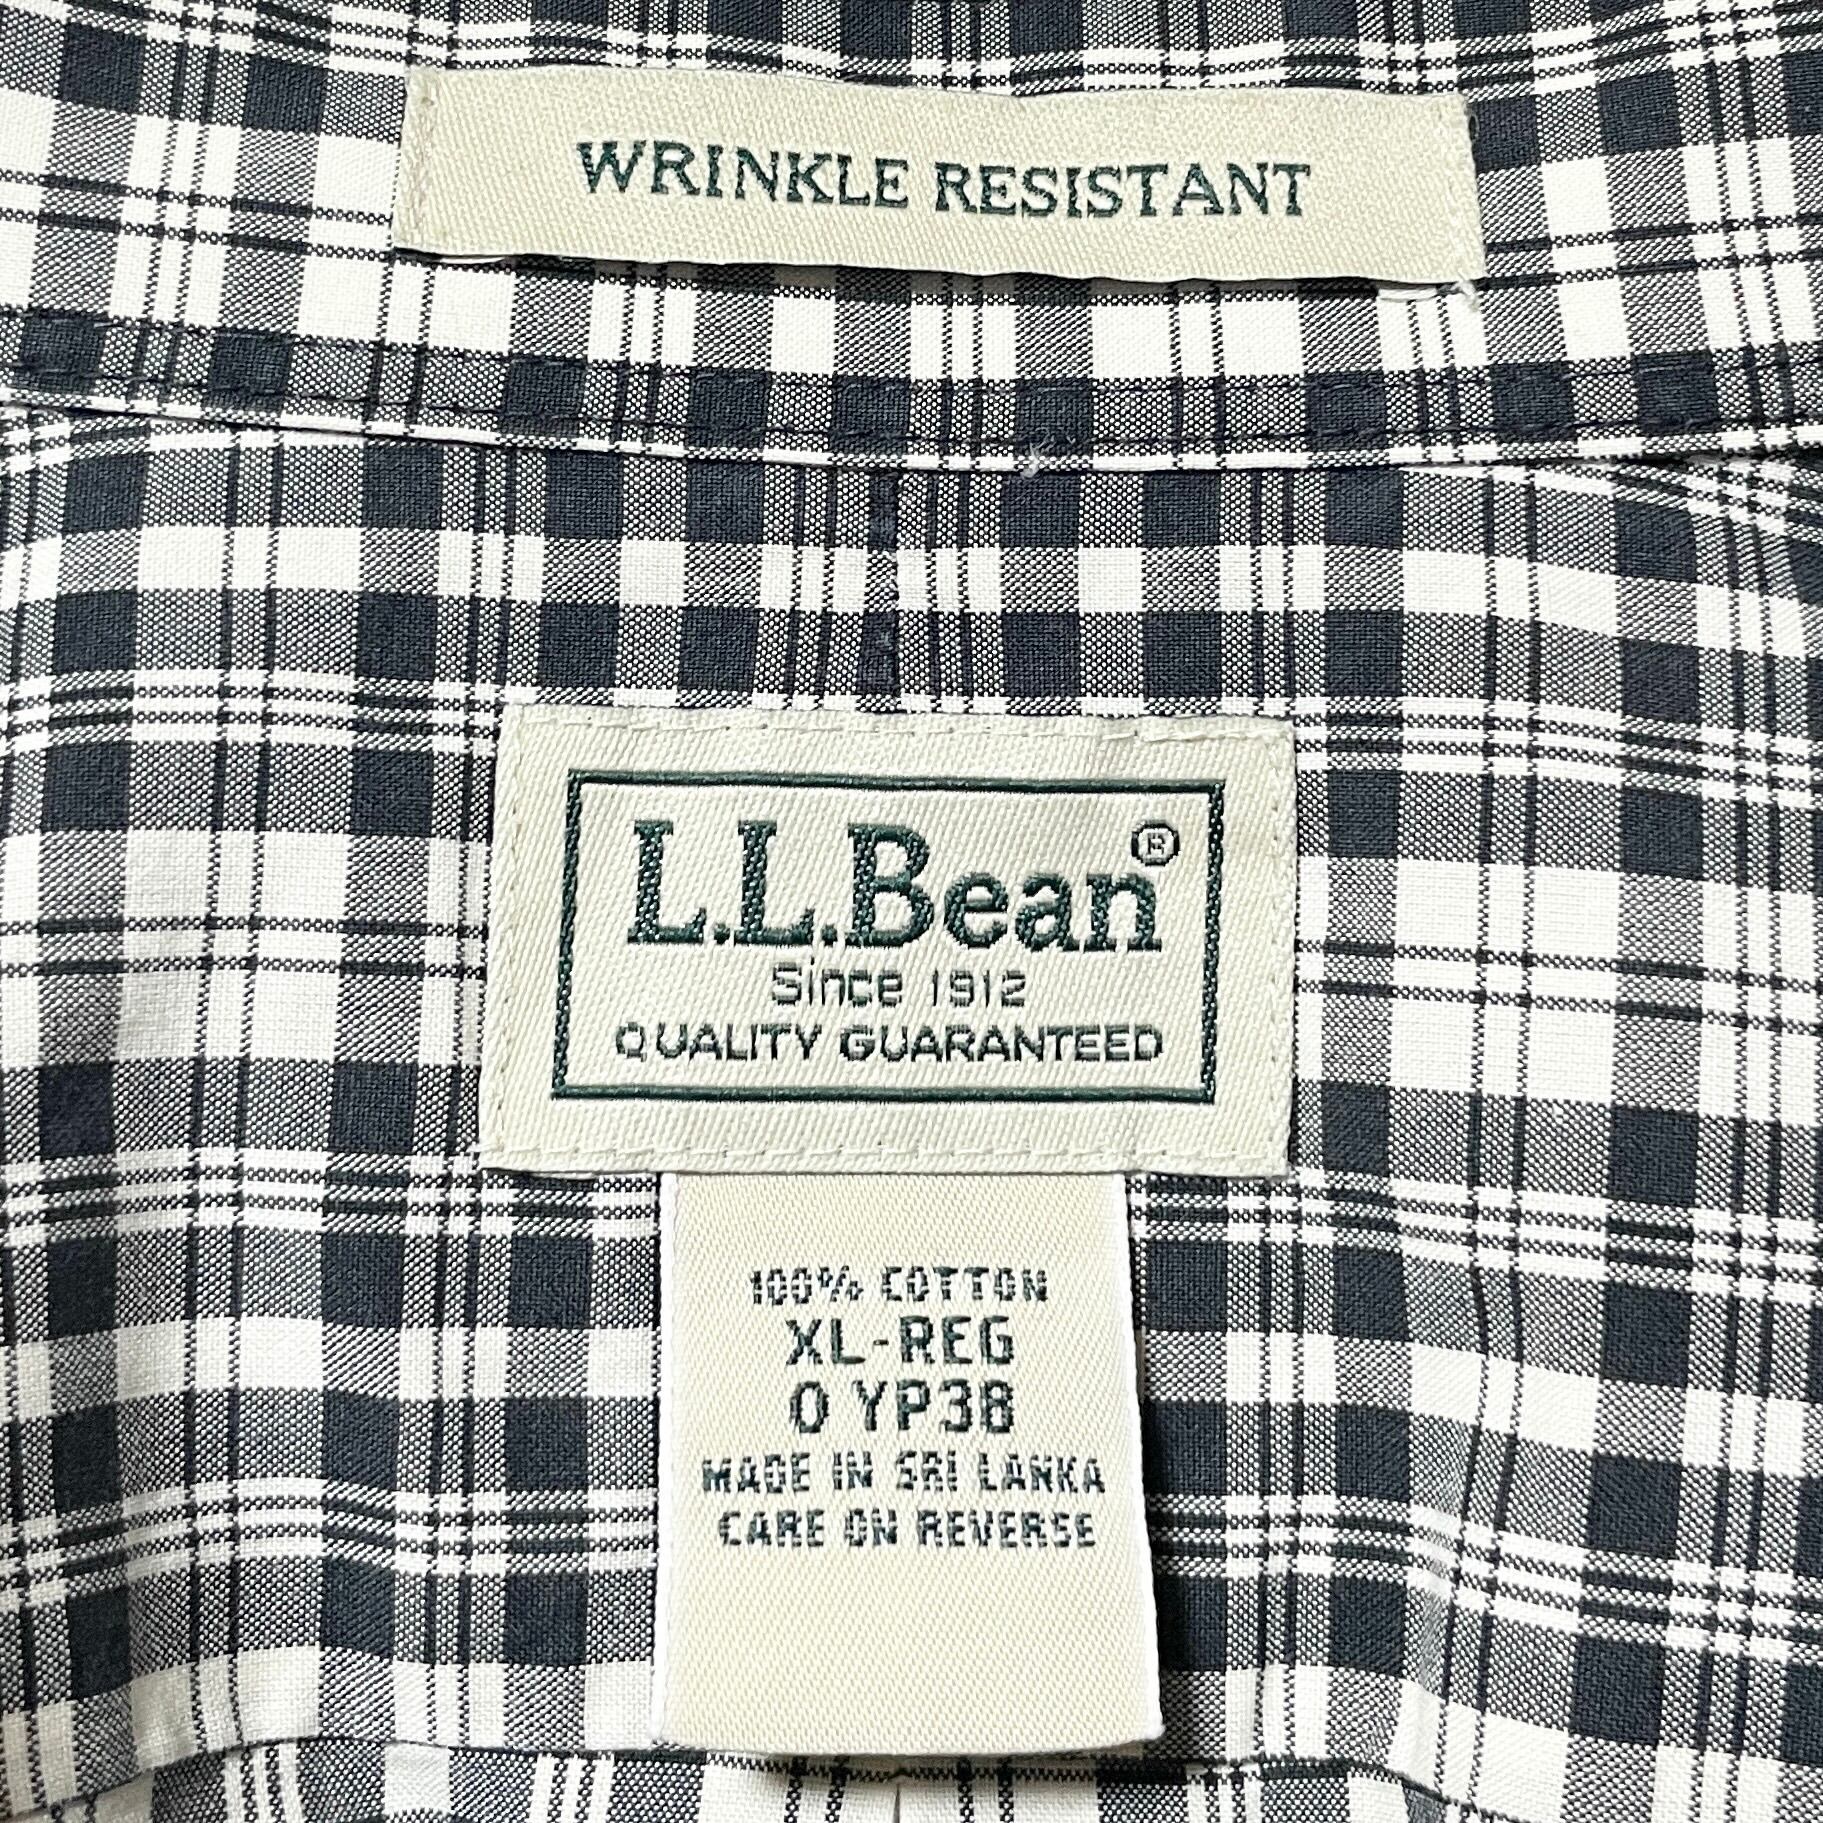 WRINKLE RESISTANT
L.L.Bean®
Since 1912
QUALITY GUARANTEED
100% COTTON
XL-REG
0 YP38
MADE IN SRI LANKA
CARE ON REVERSE